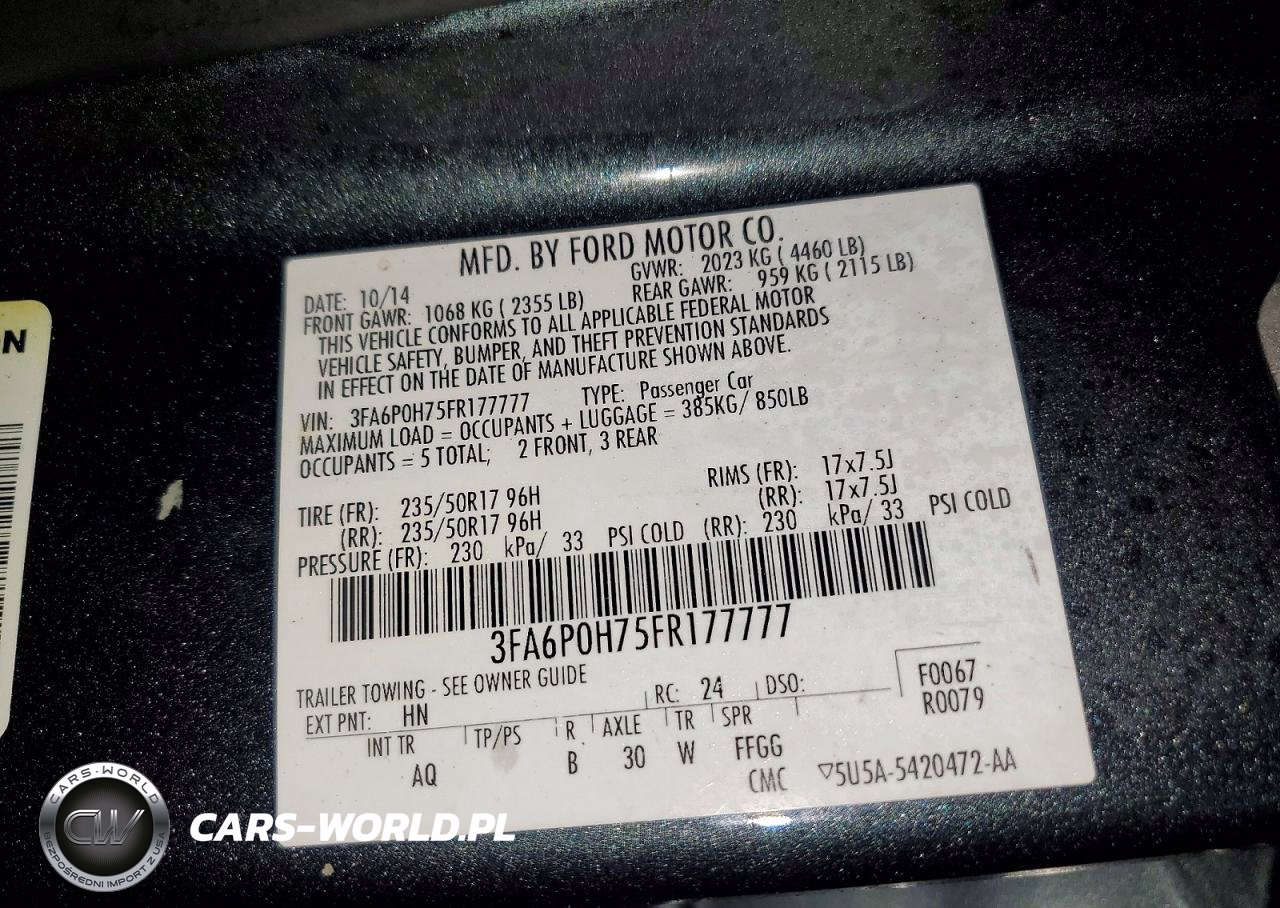 MFD. BY FORD MOTOR CO.
DATE: 10/14 GVWR: 2023 KG ( 4460 LB)
FRONT GAWR: 1068 KG ( 2355 LB) REAR GAWR: 959 KG ( 2115 LB)
THIS VEHICLE CONFORMS TO ALL APPLICABLE FEDERAL MOTOR
VEHICLE SAFETY, BUMPER, AND THEFT PREVENTION STANDARDS
IN EFFECT ON THE DATE OF MANUFACTURE SHOWN ABOVE.
VIN: 3FA6P0H75FR177777 TYPE: Passenger Car
MAXIMUM LOAD = OCCUPANTS + LUGGAGE = 385KG/ 850LB
OCCUPANTS = 5 TOTAL; 2 FRONT, 3 REAR
TIRE (FR): 235/50R17 96H RIMS (FR): 17x7.5J
(RR): 235/50R17 96H (RR): 17x7.5J
PRESSURE (FR): 230 kPa/ 33 PSI COLD (RR): 230 kPa/ 33 PSI COLD
3FA6P0H75FR177777
TRAILER TOWING - SEE OWNER GUIDE
EXT PNT: HN RC: 24 DSO: F0067
R0079
INT TR TP/PS R AXLE TR SPR
AQ B 30 W FFGG
CMC ▽5U5A-5420472-AA
N
CARS-WORLD
CW
BEZPOŚREDNI IMPORT Z USA
CARS-WORLD.PL